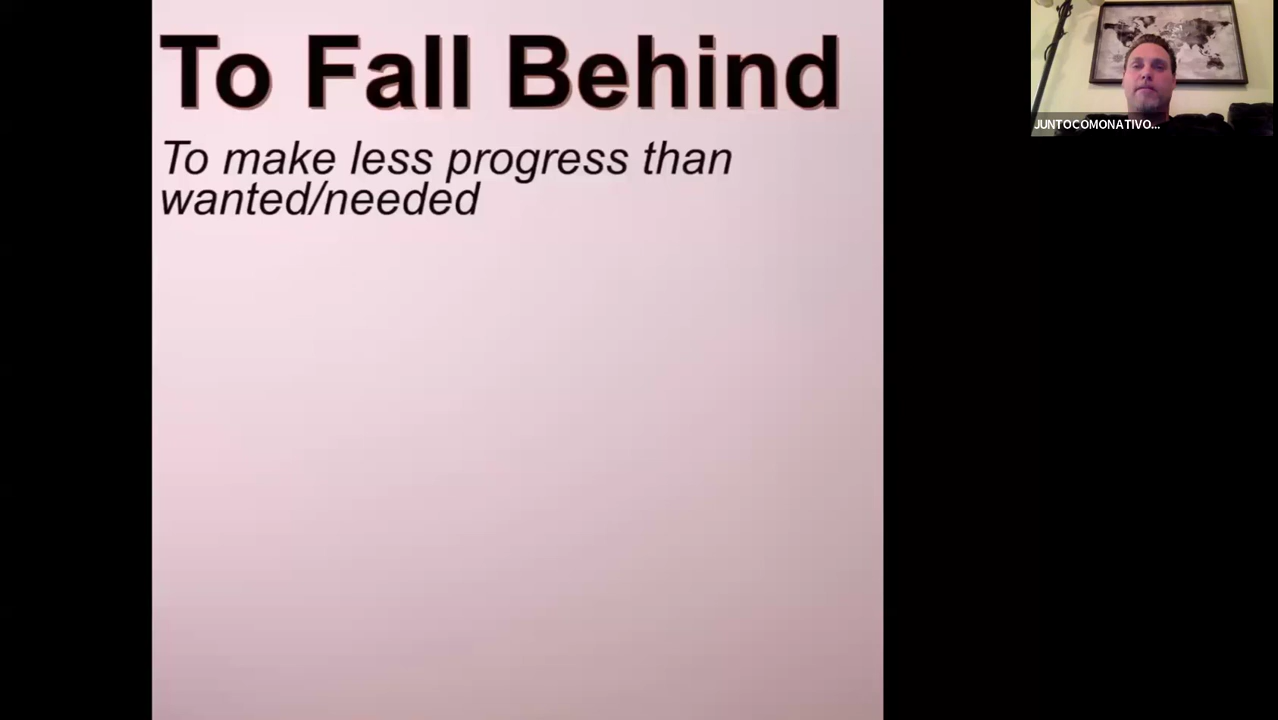 To Fall Behind
To make less progress than
wanted/needed
JUNTOCOMONATIVO...